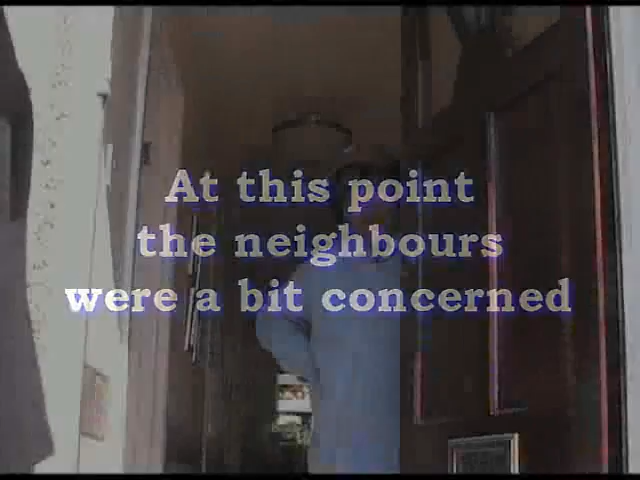 At this point
the neighbours
were a bit concerned